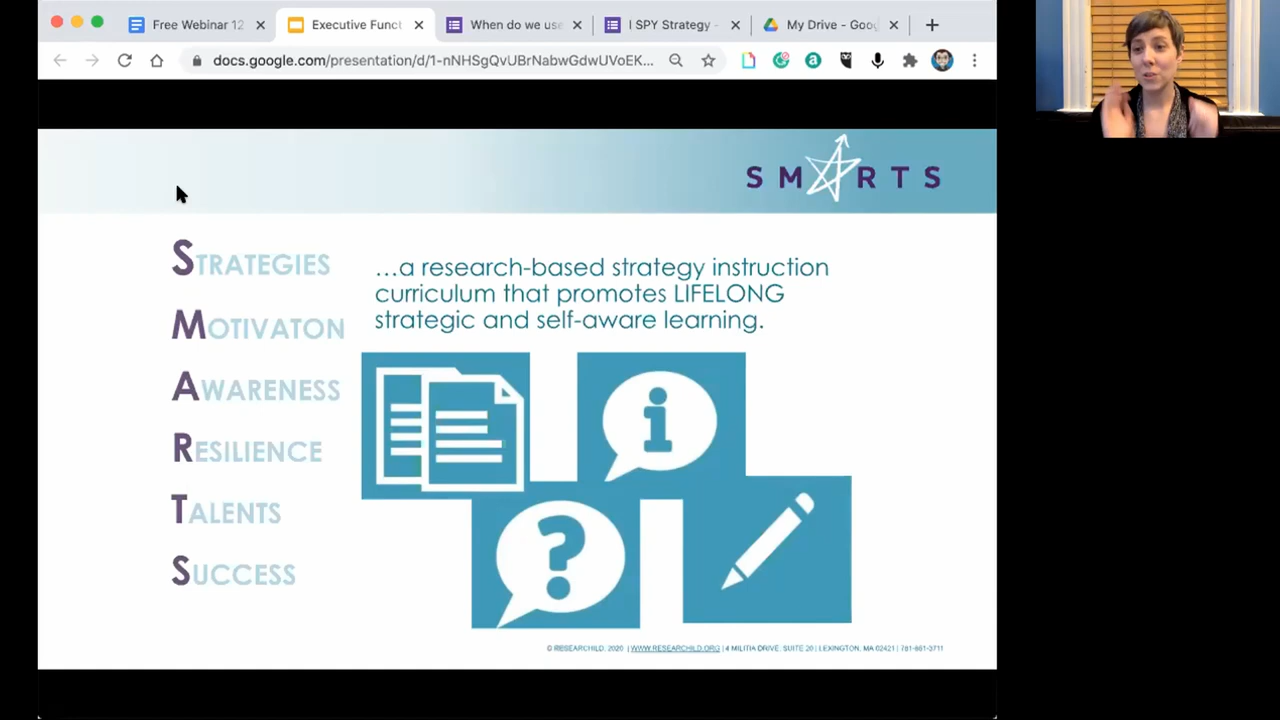 Free Webinar 12
Executive Funct
When do we use
I SPY Strategy -
My Drive - Goog
docs.google.com/presentation/d/1-nNHSgQvUBrNabwGdwUVoEK...
SMARTS
STRATEGIES
MOTIVATON
AWARENESS
RESILIENCE
TALENTS
SUCCESS
...a research-based strategy instruction
curriculum that promotes LIFELONG
strategic and self-aware learning.
i
?
© RESEARCHILD, 2020 | WWW.RESEARCHILD.ORG | 4 MILITIA DRIVE, SUITE 20 | LEXINGTON, MA 02421 | 781-861-3711